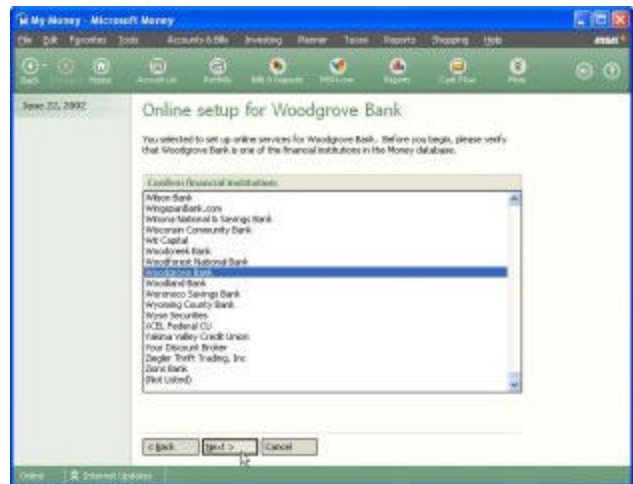 My Money - Microsoft Money
File Edit Favorites Tools Accounts & Bills Investing Planner Taxes Reports Shopping Help
Back Home Account List Portfolio Bills & Deposits Reports Cash Flow
June 22, 2002
Online setup for Woodgrove Bank
You selected to set up online services for Woodgrove Bank. Before you begin, please verify
that Woodgrove Bank is one of the financial institutions in the Money database.
Confirm financial institutions
Wilson Bank
WingspanBank.com
Winona National & Savings Bank
Wisconsin Community Bank
Wit Capital
Woodcreek Bank
Woodforest National Bank
Woodgrove Bank
Woodland Bank
Woronoco Savings Bank
Wyoming County Bank
Wyse Securities
XCEL Federal CU
Yakima Valley Credit Union
Your Discount Broker
Ziegler Thrift Trading, Inc
Zions Bank
(Not Listed)
< Back Next > Cancel
Online Internet Updates